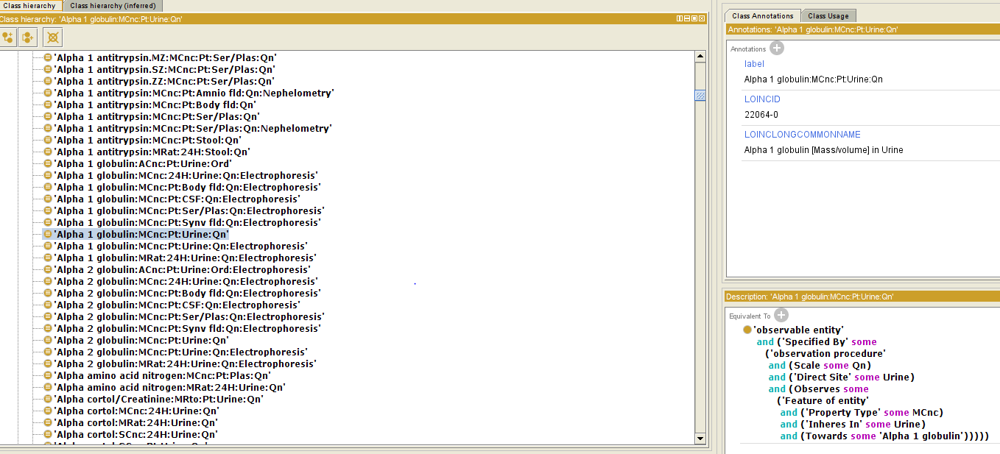 Class hierarchy
Class hierarchy (inferred)
Class hierarchy: 'Alpha 1 globulin:MCnc:Pt:Urine:Qn'
'Alpha 1 antitrypsin.MZ:MCnc:Pt:Ser/Plas:Qn'
'Alpha 1 antitrypsin.SZ:MCnc:Pt:Ser/Plas:Qn'
'Alpha 1 antitrypsin.ZZ:MCnc:Pt:Ser/Plas:Qn'
'Alpha 1 antitrypsin:MCnc:Pt:Amnio fld:Qn:Nephelometry'
'Alpha 1 antitrypsin:MCnc:Pt:Body fld:Qn'
'Alpha 1 antitrypsin:MCnc:Pt:Ser/Plas:Qn'
'Alpha 1 antitrypsin:MCnc:Pt:Ser/Plas:Qn:Nephelometry'
'Alpha 1 antitrypsin:MCnc:Pt:Stool:Qn'
'Alpha 1 antitrypsin:MRat:24H:Stool:Qn'
'Alpha 1 globulin:ACnc:Pt:Urine:Ord'
'Alpha 1 globulin:MCnc:24H:Urine:Qn:Electrophoresis'
'Alpha 1 globulin:MCnc:Pt:Body fld:Qn:Electrophoresis'
'Alpha 1 globulin:MCnc:Pt:CSF:Qn:Electrophoresis'
'Alpha 1 globulin:MCnc:Pt:Ser/Plas:Qn:Electrophoresis'
'Alpha 1 globulin:MCnc:Pt:Synv fld:Qn:Electrophoresis'
'Alpha 1 globulin:MCnc:Pt:Urine:Qn'
'Alpha 1 globulin:MCnc:Pt:Urine:Qn:Electrophoresis'
'Alpha 1 globulin:MRat:24H:Urine:Qn:Electrophoresis'
'Alpha 2 globulin:ACnc:Pt:Urine:Ord:Electrophoresis'
'Alpha 2 globulin:MCnc:24H:Urine:Qn:Electrophoresis'
'Alpha 2 globulin:MCnc:Pt:Body fld:Qn:Electrophoresis'
'Alpha 2 globulin:MCnc:Pt:CSF:Qn:Electrophoresis'
'Alpha 2 globulin:MCnc:Pt:Ser/Plas:Qn:Electrophoresis'
'Alpha 2 globulin:MCnc:Pt:Synv fld:Qn:Electrophoresis'
'Alpha 2 globulin:MCnc:Pt:Urine:Qn'
'Alpha 2 globulin:MCnc:Pt:Urine:Qn:Electrophoresis'
'Alpha 2 globulin:MRat:24H:Urine:Qn:Electrophoresis'
'Alpha amino acid nitrogen:MCnc:Pt:Plas:Qn'
'Alpha amino acid nitrogen:MRat:24H:Urine:Qn'
'Alpha cortol/Creatinine:MRto:Pt:Urine:Qn'
'Alpha cortol:MCnc:24H:Urine:Qn'
'Alpha cortol:MRat:24H:Urine:Qn'
'Alpha cortol:SCnc:24H:Urine:Qn'
Class Annotations
Class Usage
Annotations: 'Alpha 1 globulin:MCnc:Pt:Urine:Qn'
Annotations
label
Alpha 1 globulin:MCnc:Pt:Urine:Qn
LOINCID
22064-0
LOINCLONGCOMMONNAME
Alpha 1 globulin [Mass/volume] in Urine
Description: 'Alpha 1 globulin:MCnc:Pt:Urine:Qn'
Equivalent To
'observable entity'
and ('Specified By' some
('observation procedure'
and (Scale some Qn)
and ('Direct Site' some Urine)
and (Observes some
('Feature of entity'
and ('Property Type' some MCnc)
and ('Inheres In' some Urine)
and (Towards some 'Alpha 1 globulin')))))